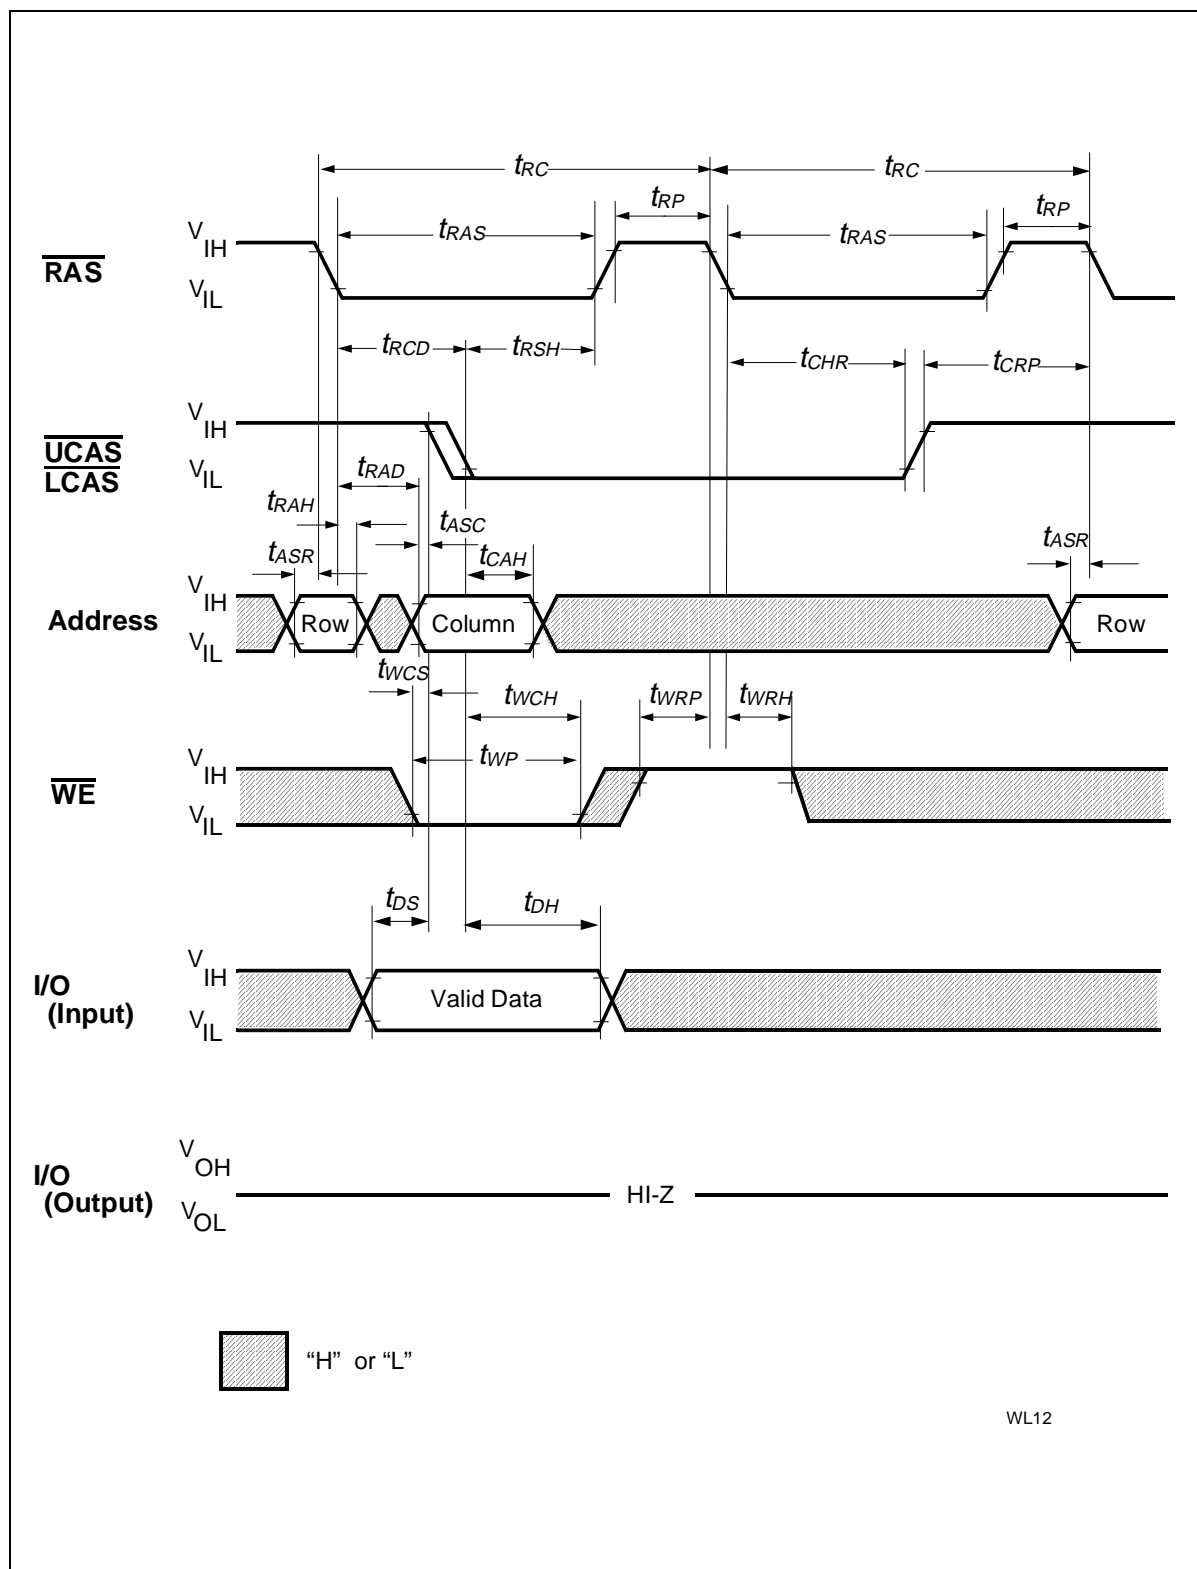 tRC tRC
tRP tRP
tRAS tRAS
RAS VIH
VIL
tRCD tRSH tCHR tCRP
UCAS VIH
LCAS VIL
tRAD
tRAH tASC
tASR tCAH tASR
Address VIH
VIL
Row Column Row
tWCS tWCH tWRP tWRH
tWP
WE VIH
VIL
tDS tDH
I/O VIH
(Input) VIL
Valid Data
I/O VOH
(Output) VOL
HI-Z
“H” or “L”
WL12